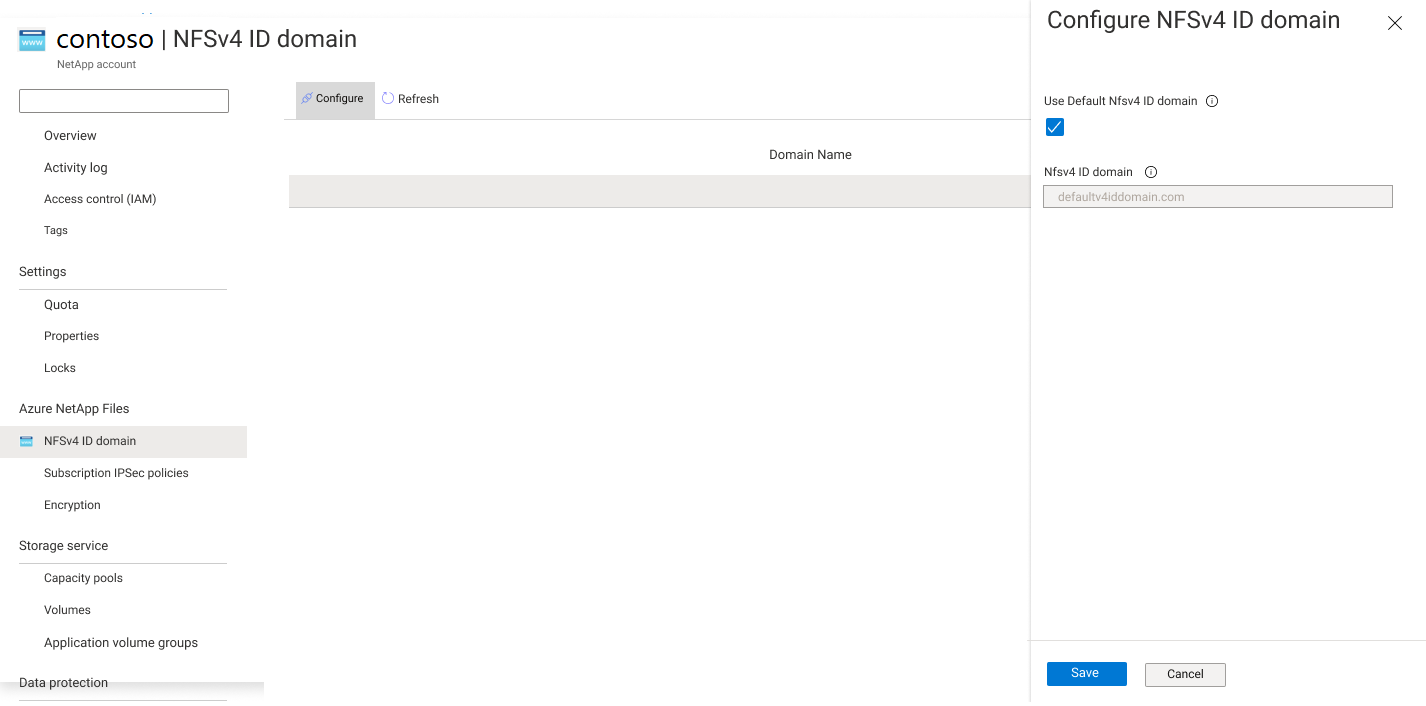 contoso | NFSv4 ID domain
NetApp account
Overview
Activity log
Access control (IAM)
Tags
Settings
Quota
Properties
Locks
Azure NetApp Files
NFSv4 ID domain
Subscription IPSec policies
Encryption
Storage service
Capacity pools
Volumes
Application volume groups
Data protection
Configure Refresh
Domain Name
Configure NFSv4 ID domain
Use Default Nfsv4 ID domain
Nfsv4 ID domain
defaultv4iddomain.com
Save Cancel